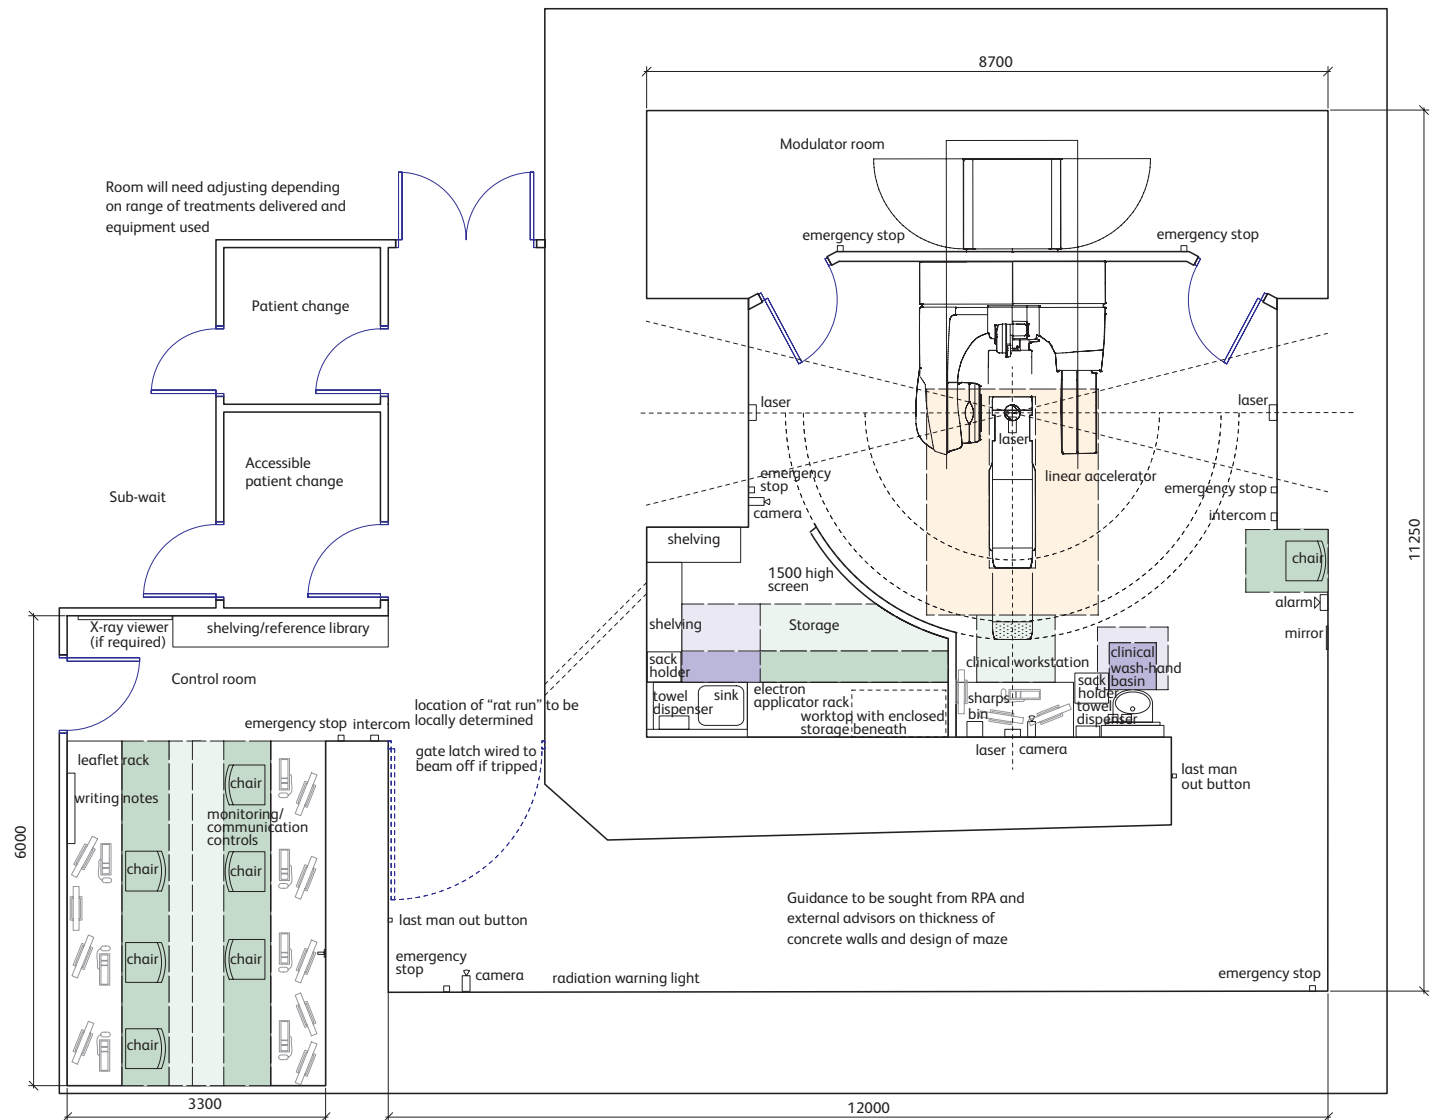 8700
Modulator room
Room will need adjusting depending
on range of treatments delivered and
equipment used
emergency stop
emergency stop
Patient change
laser
laser
laser
Accessible
patient change
Sub-wait
emergency
stop
camera
linear accelerator
emergency stop
intercom
11250
shelving
1500 high
screen
chair
alarm
mirror
X-ray viewer
(if required)
shelving/reference library
shelving
Storage
sack
holder
clinical workstation
clinical
wash-hand
basin
Control room
towel
dispenser
sink
electron
applicator rack
worktop with enclosed
storage beneath
sharps
bin
sack
holder
towel
dispenser
location of “rat run” to be
locally determined
emergency stop
intercom
gate latch wired to
beam off if tripped
laser
camera
last man
out button
leaflet rack
writing notes
chair
monitoring/
communication
controls
6000
chair
chair
chair
chair
chair
Guidance to be sought from RPA and
external advisors on thickness of
concrete walls and design of maze
last man out button
emergency
stop
camera
radiation warning light
emergency stop
3300
12000